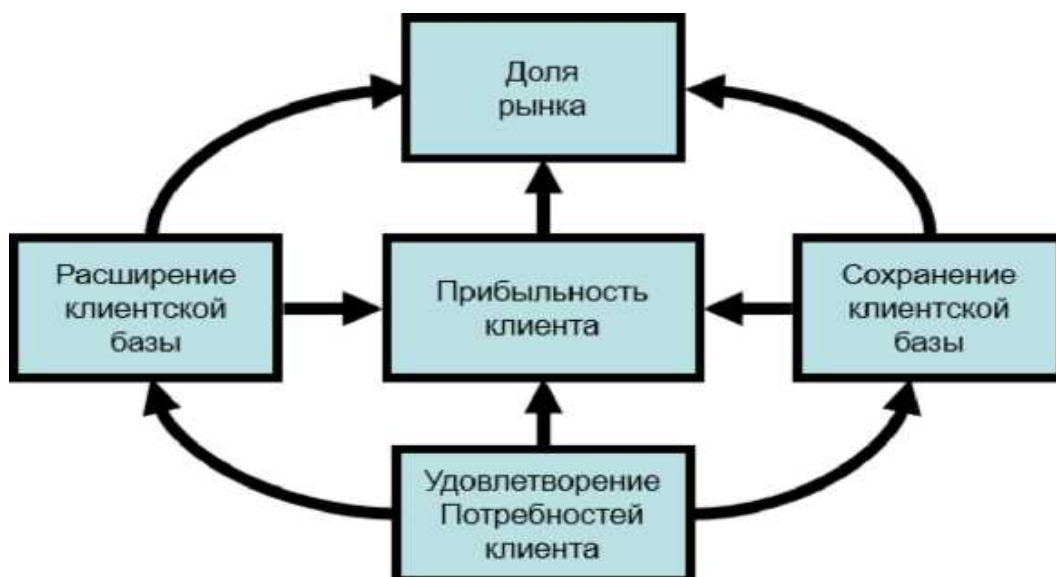 Доля
рынка
Расширение
клиентской
базы
Прибыльность
клиента
Сохранение
клиентской
базы
Удовлетворение
Потребностей
клиента